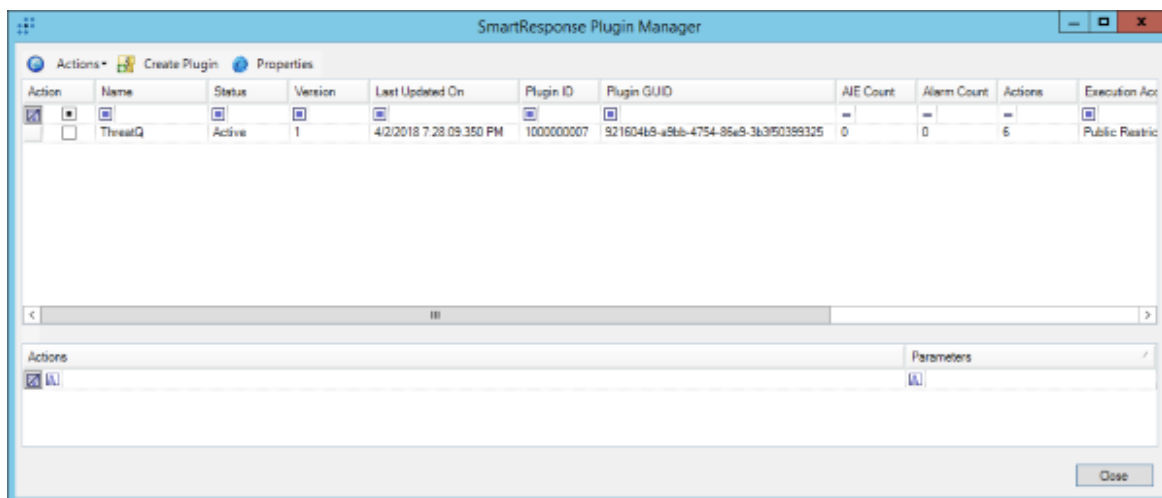 SmartResponse Plugin Manager
Actions Create Plugin Properties
Action Name Status Version Last Updated On Plugin ID Plugin GUID AIE Count Alarm Count Actions Execution Acc
ThreatQ Active 1 4/2/2018 7:28:09.350 PM 1000000007 921604b9-a9bb-4754-86e9-3b3f50399325 0 0 6 Public Restric
Actions Parameters
Close